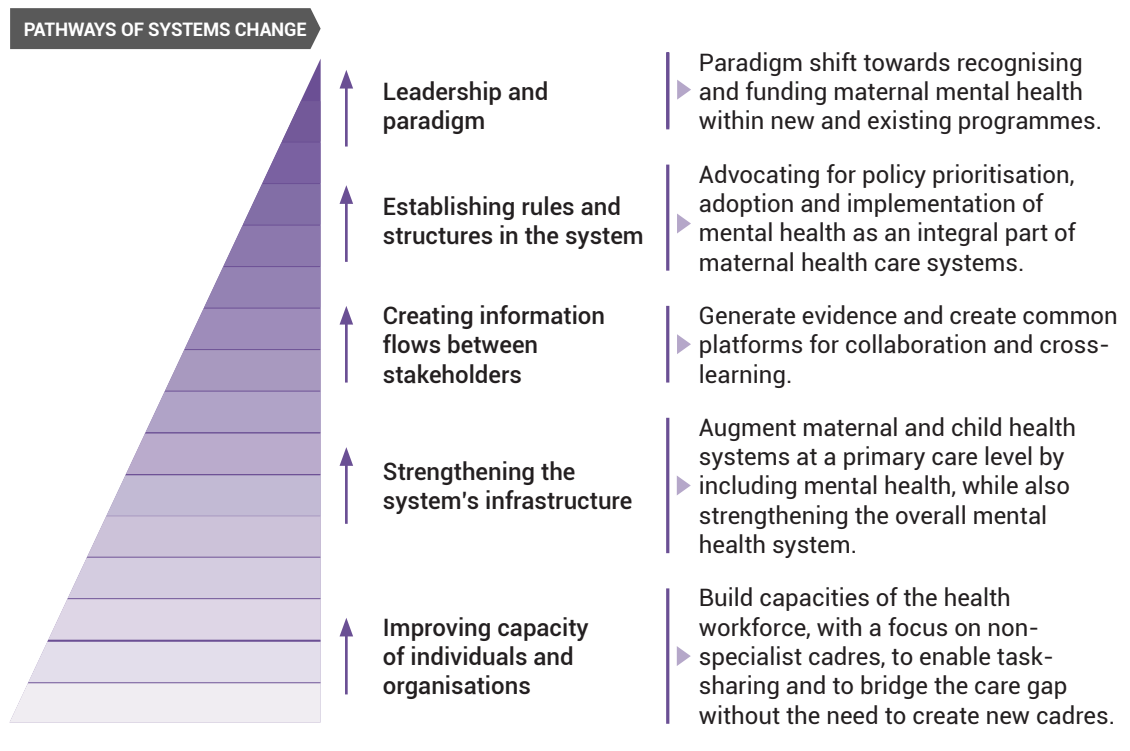 PATHWAYS OF SYSTEMS CHANGE
Leadership and
paradigm
Paradigm shift towards recognising
and funding maternal mental health
within new and existing programmes.
Establishing rules and
structures in the system
Advocating for policy prioritisation,
adoption and implementation of
mental health as an integral part of
maternal health care systems.
Creating information
flows between
stakeholders
Generate evidence and create common
platforms for collaboration and cross-
learning.
Strengthening the
system's infrastructure
Augment maternal and child health
systems at a primary care level by
including mental health, while also
strengthening the overall mental
health system.
Improving capacity
of individuals and
organisations
Build capacities of the health
workforce, with a focus on non-
specialist cadres, to enable task-
sharing and to bridge the care gap
without the need to create new cadres.